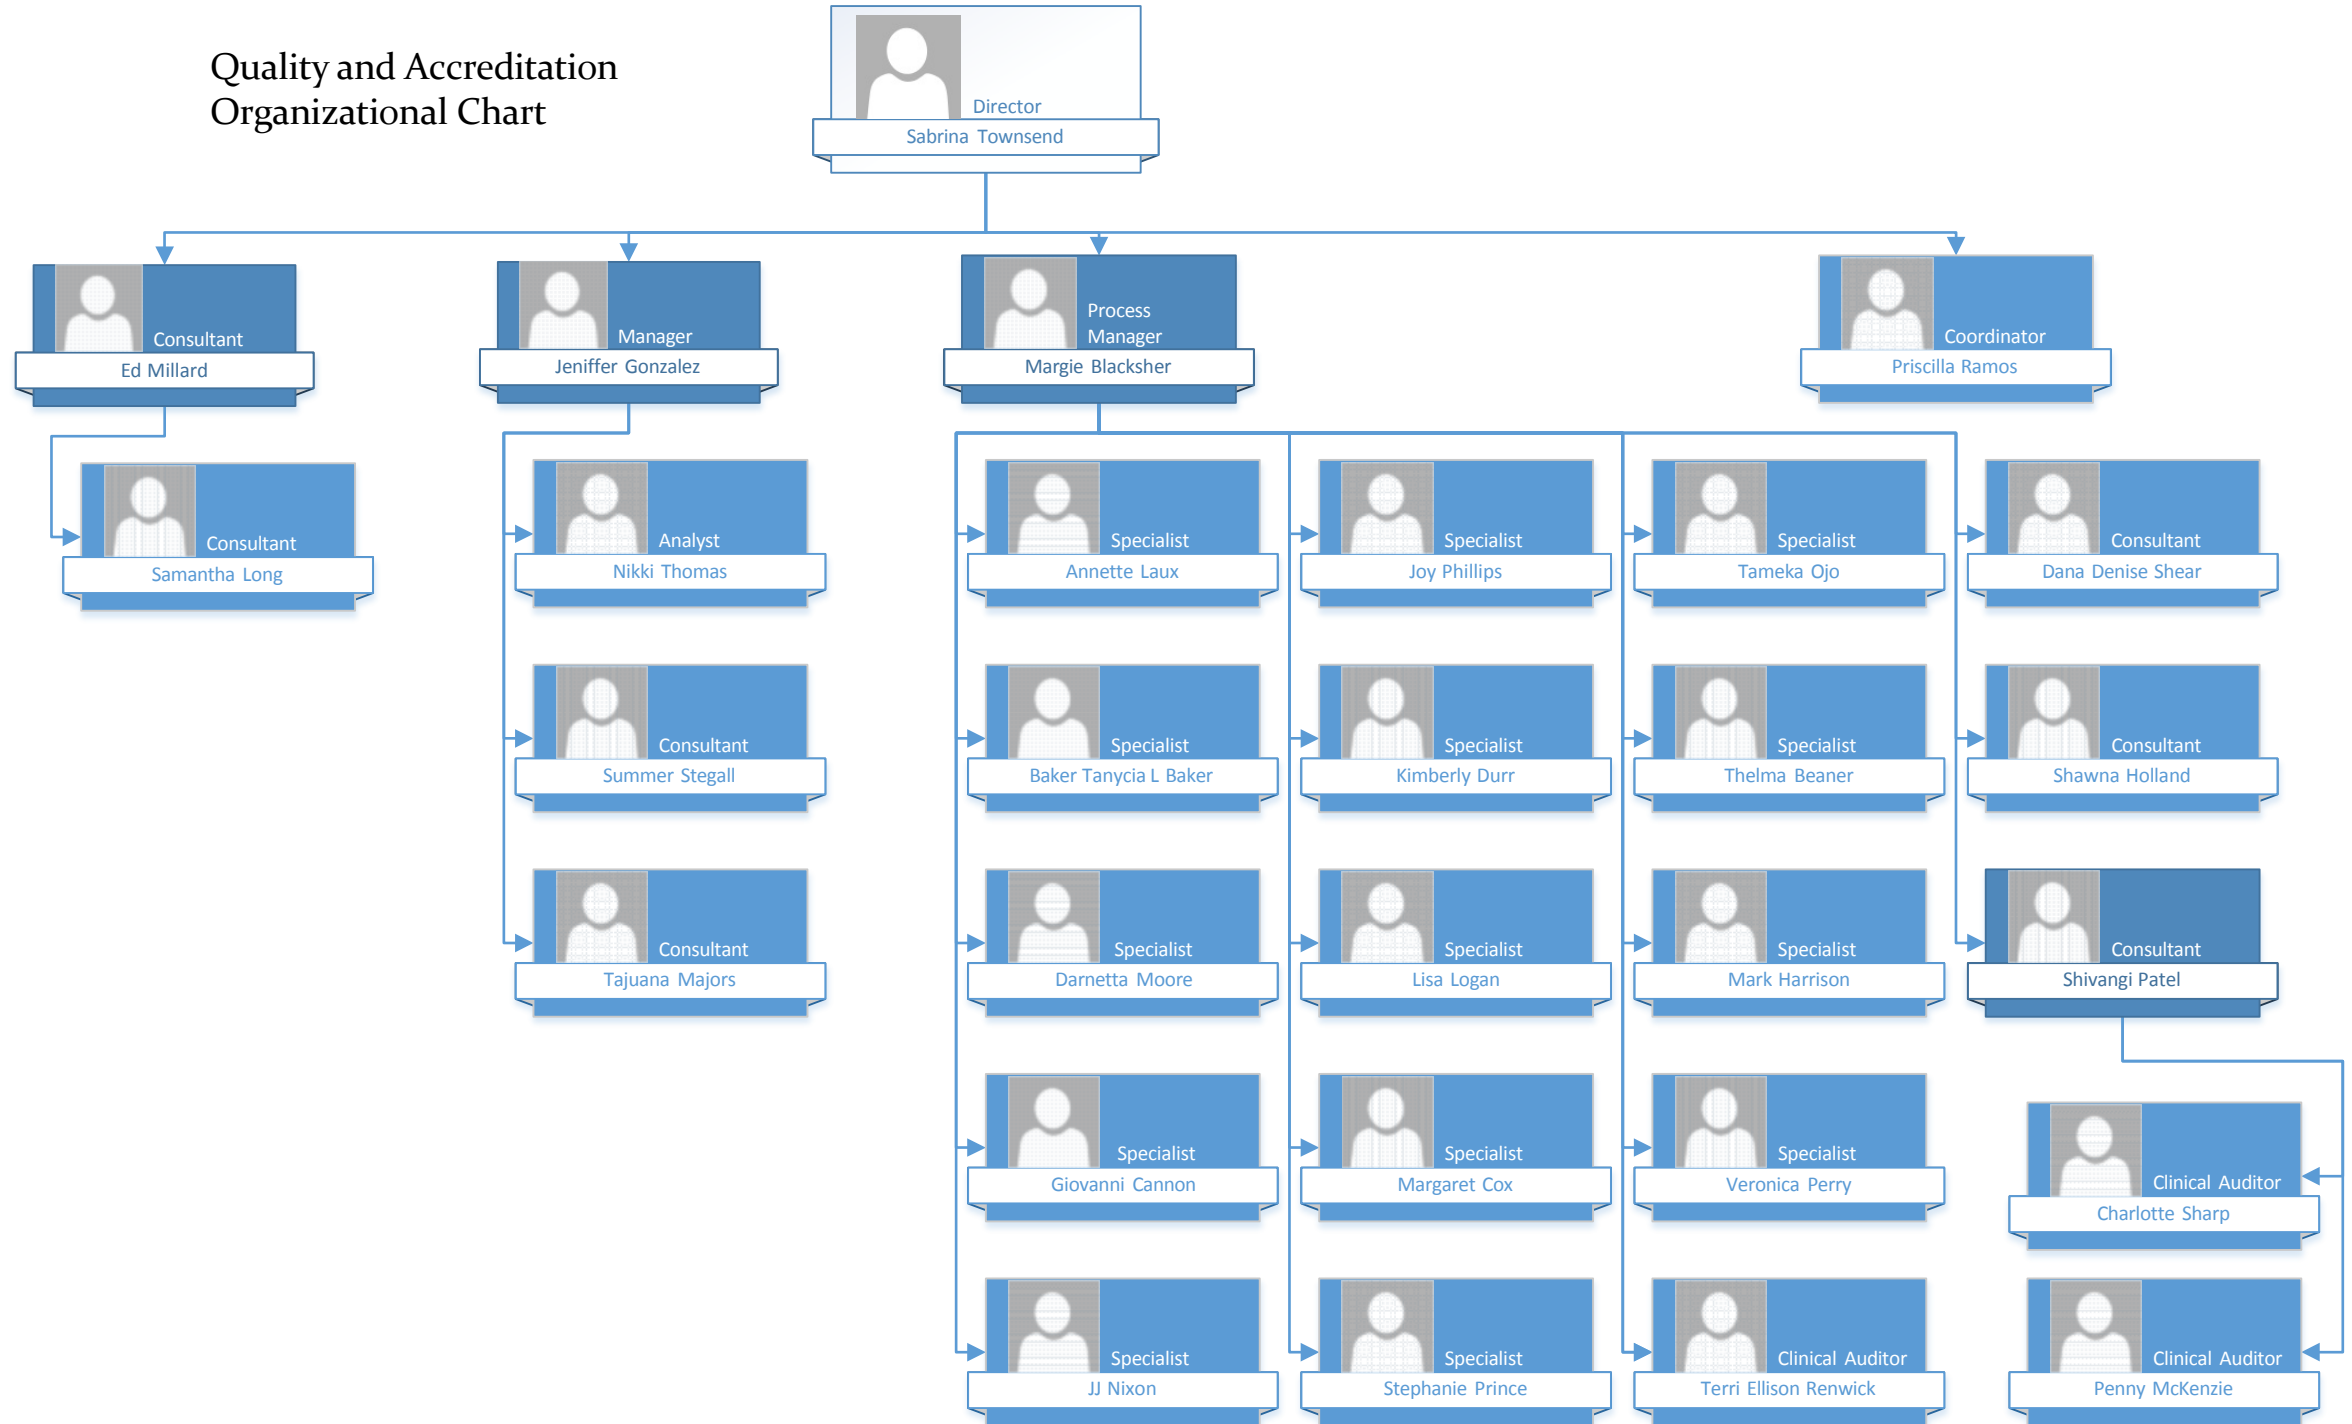 Quality and Accreditation
Organizational Chart
Director
Sabrina Townsend
Consultant
Ed Millard
Manager
Jeniffer Gonzalez
Process
Manager
Margie Blacksher
Coordinator
Priscilla Ramos
Consultant
Samantha Long
Analyst
Nikki Thomas
Specialist
Annette Laux
Specialist
Joy Phillips
Specialist
Tameka Ojo
Consultant
Dana Denise Shear
Consultant
Summer Stegall
Specialist
Baker Tanycia L Baker
Specialist
Kimberly Durr
Specialist
Thelma Beaner
Consultant
Shawna Holland
Consultant
Tajuana Majors
Specialist
Darnetta Moore
Specialist
Lisa Logan
Specialist
Mark Harrison
Consultant
Shivangi Patel
Specialist
Giovanni Cannon
Specialist
Margaret Cox
Specialist
Veronica Perry
Clinical Auditor
Charlotte Sharp
Specialist
JJ Nixon
Specialist
Stephanie Prince
Clinical Auditor
Terri Ellison Renwick
Clinical Auditor
Penny McKenzie